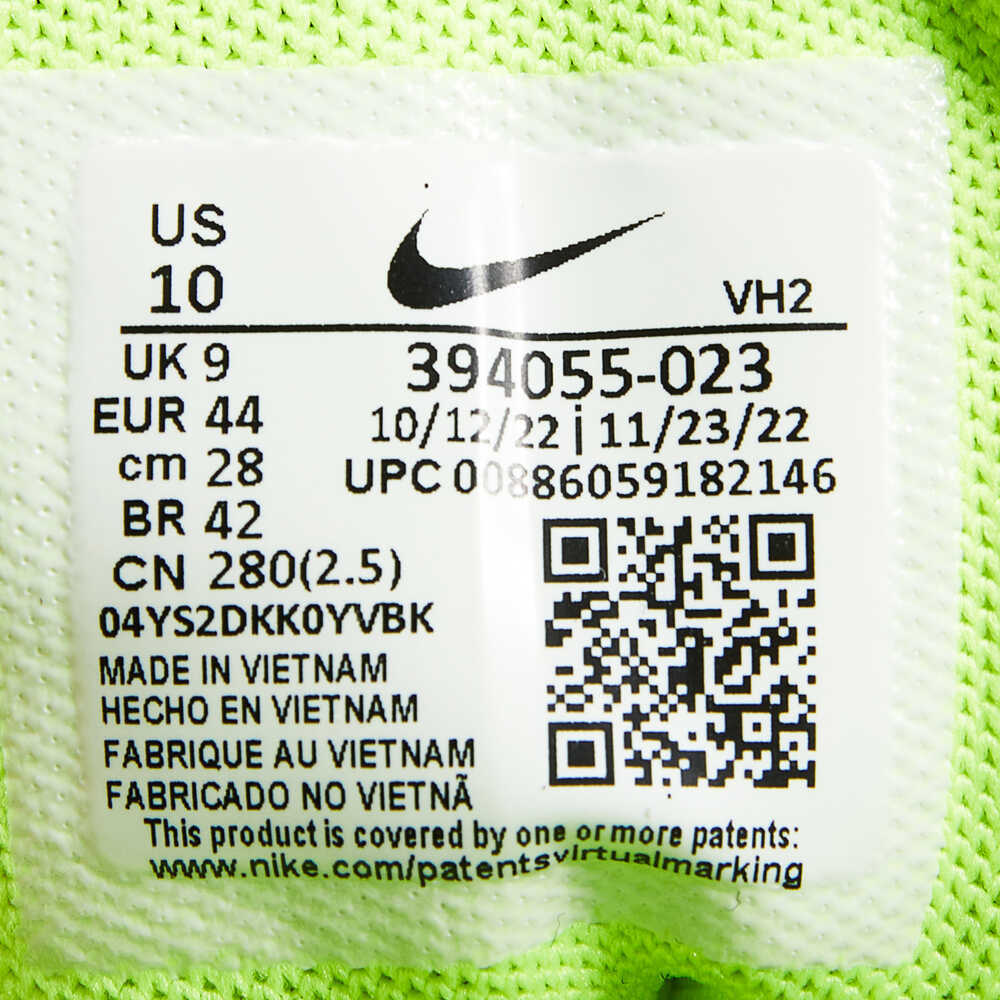 US
10
VH2
UK 9
EUR 44
cm 28
BR 42
CN 280(2.5)
394055-023
10/12/22 | 11/23/22
UPC 00886059182146
04YS2DKK0YVBK
MADE IN VIETNAM
HECHO EN VIETNAM
FABRIQUE AU VIETNAM
FABRICADO NO VIETNÃ
This product is covered by one or more patents:
www.nike.com/patentsvirtualmarking